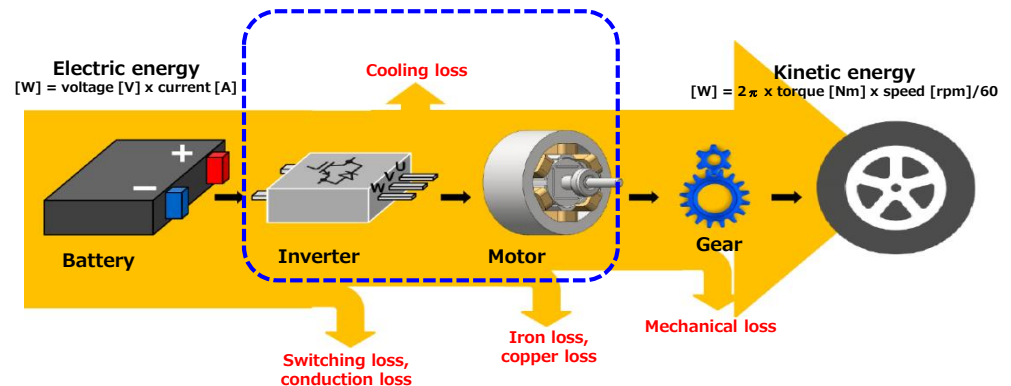 Electric energy
[W] = voltage [V] x current [A]
Cooling loss
Kinetic energy
[W] = 2π x torque [Nm] x speed [rpm]/60
+
−
U
V
W
Battery
Inverter
Motor
Gear
Switching loss,
conduction loss
Iron loss,
copper loss
Mechanical loss